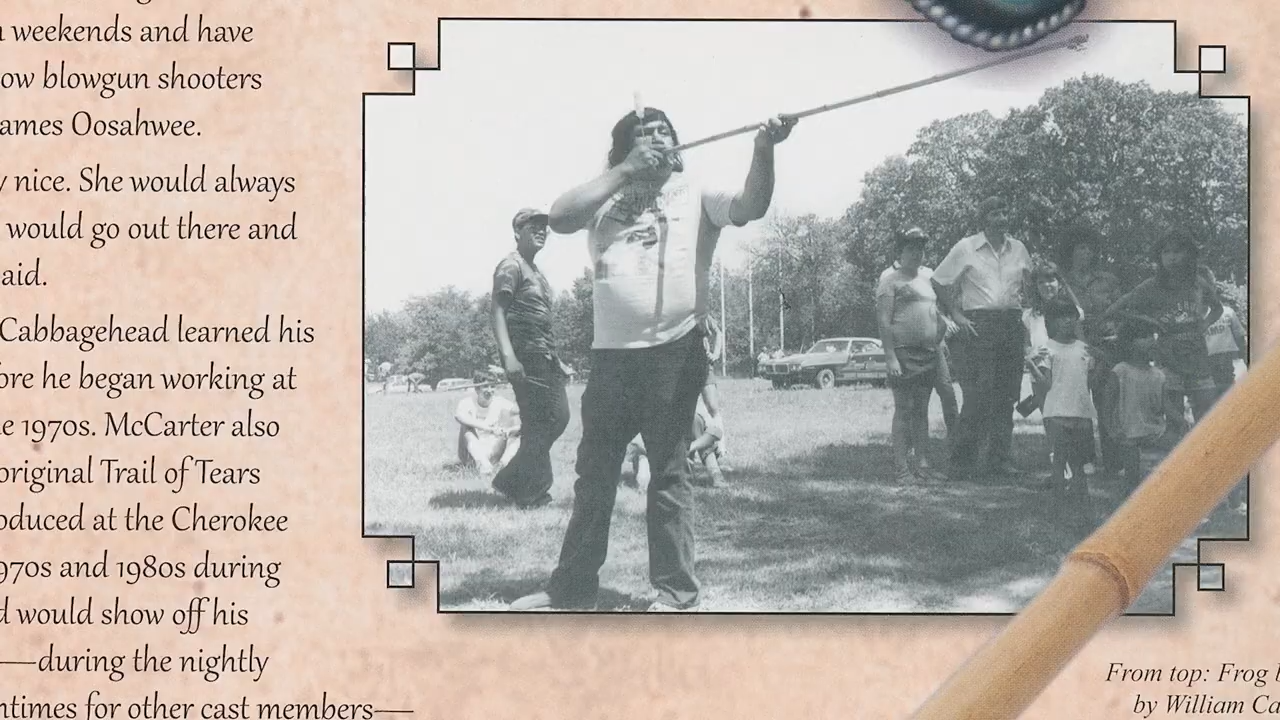 weekends and have
ow blowgun shooters
ames Oosahwee.
y nice. She would always
would go out there and
aid.
Cabbagehead learned his
ore he began working at
e 1970s. McCarter also
original Trail of Tears
oduced at the Cherokee
970s and 1980s during
d would show off his
—during the nightly
ntimes for other cast members—
From top: Frog
by William Ca